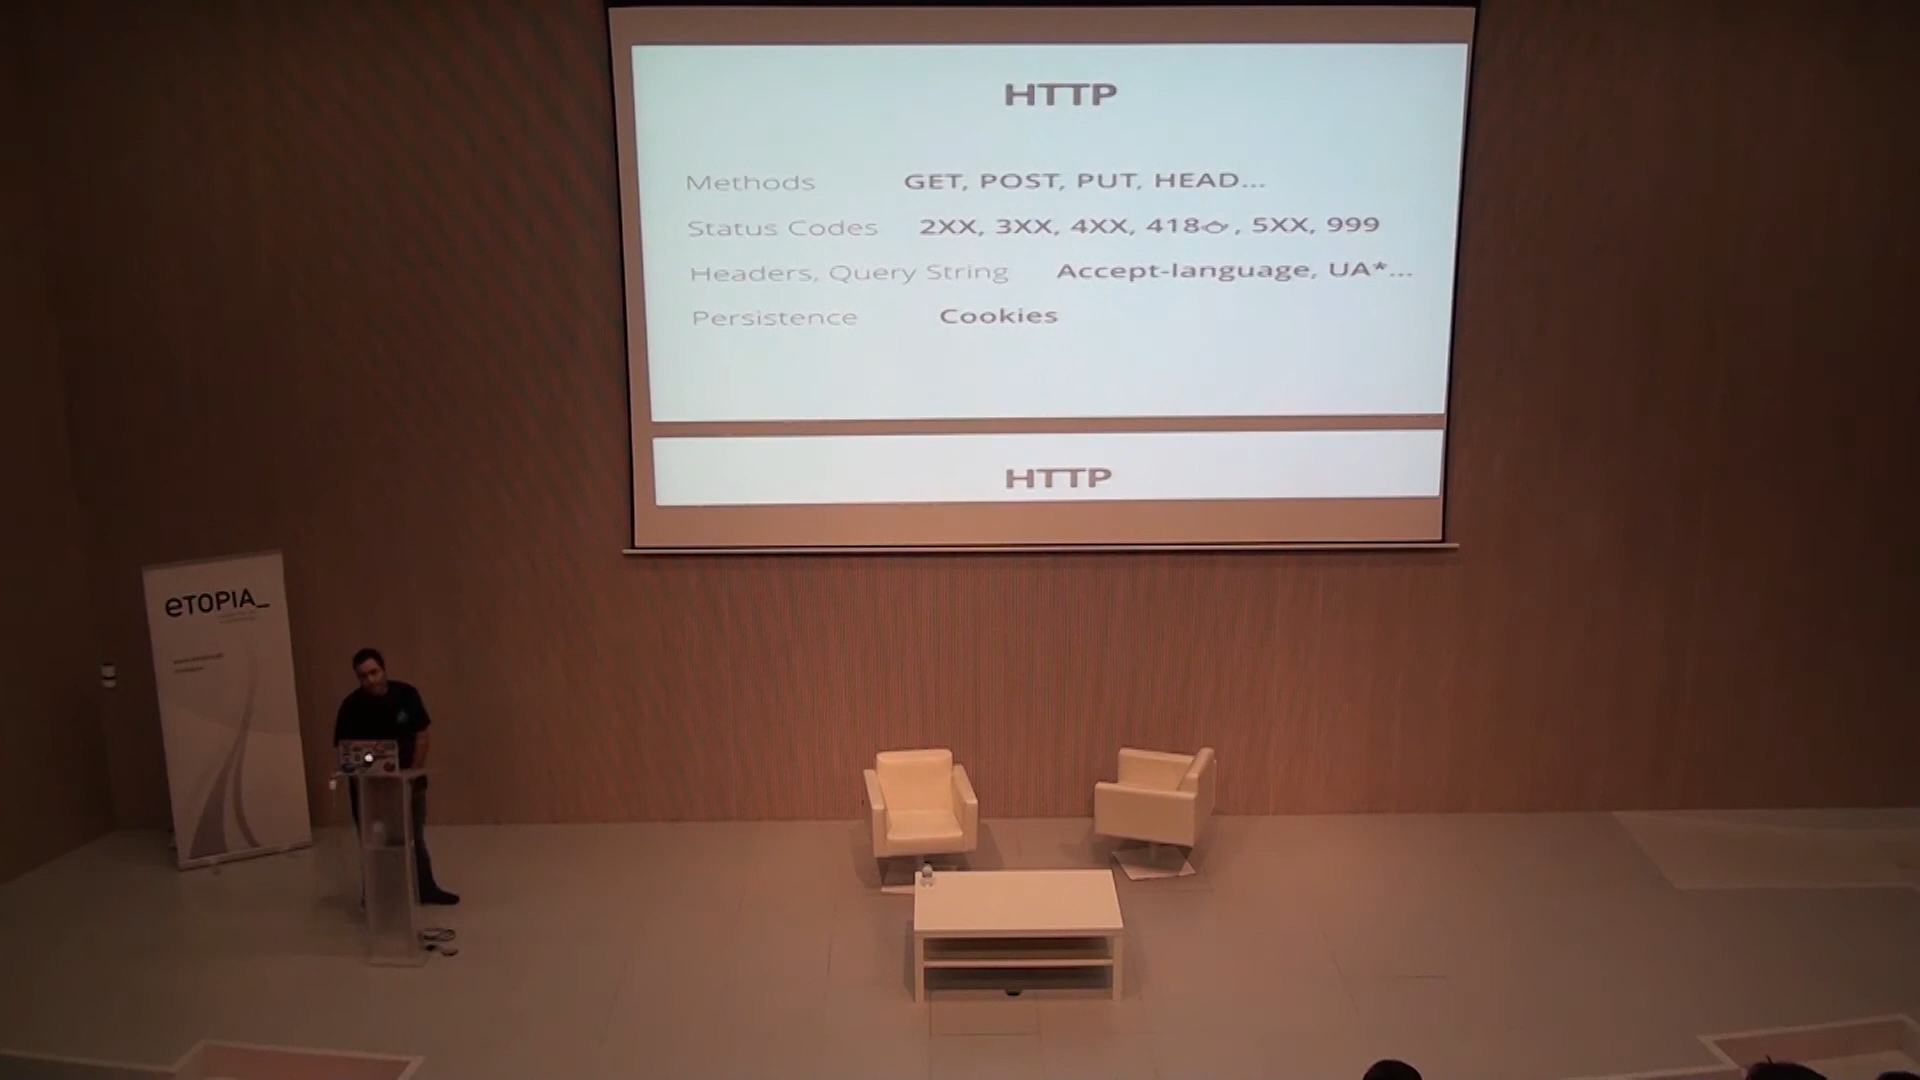 HTTP
Methods GET, POST, PUT, HEAD...
Status Codes 2XX, 3XX, 4XX, 418, 5XX, 999
Headers, Query String Accept-language, UA*...
Persistence Cookies
HTTP
eTOPIA_